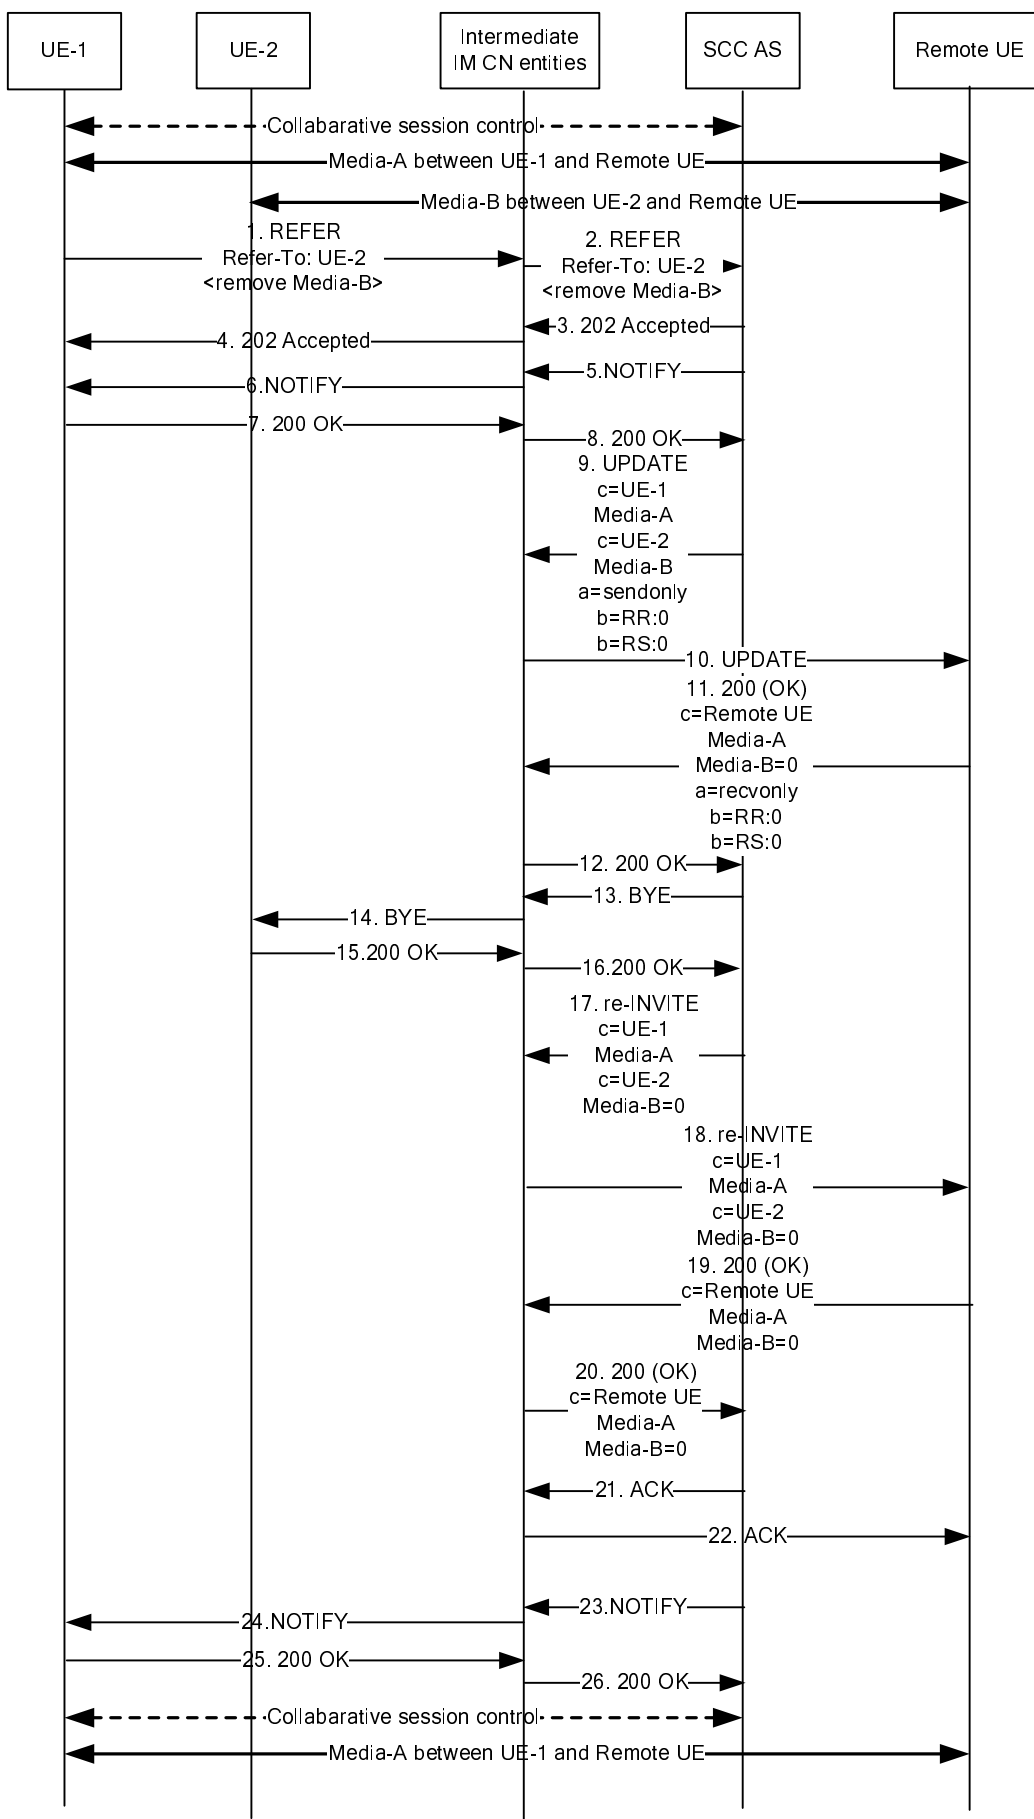 UE-1
UE-2
Intermediate
IM CN entities
SCC AS
Remote UE
Collabarative session control
Media-A between UE-1 and Remote UE
Media-B between UE-2 and Remote UE
1. REFER
Refer-To: UE-2
<remove Media-B>
2. REFER
Refer-To: UE-2
<remove Media-B>
3. 202 Accepted
4. 202 Accepted
5.NOTIFY
6.NOTIFY
7. 200 OK
8. 200 OK
9. UPDATE
c=UE-1
Media-A
c=UE-2
Media-B
a=sendonly
b=RR:0
b=RS:0
10. UPDATE
11. 200 (OK)
c=Remote UE
Media-A
Media-B=0
a=recvonly
b=RR:0
b=RS:0
12. 200 OK
13. BYE
14. BYE
15.200 OK
16.200 OK
17. re-INVITE
c=UE-1
Media-A
c=UE-2
Media-B=0
18. re-INVITE
c=UE-1
Media-A
c=UE-2
Media-B=0
19. 200 (OK)
c=Remote UE
Media-A
Media-B=0
20. 200 (OK)
c=Remote UE
Media-A
Media-B=0
21. ACK
22. ACK
23.NOTIFY
24.NOTIFY
25. 200 OK
26. 200 OK
Collabarative session control
Media-A between UE-1 and Remote UE